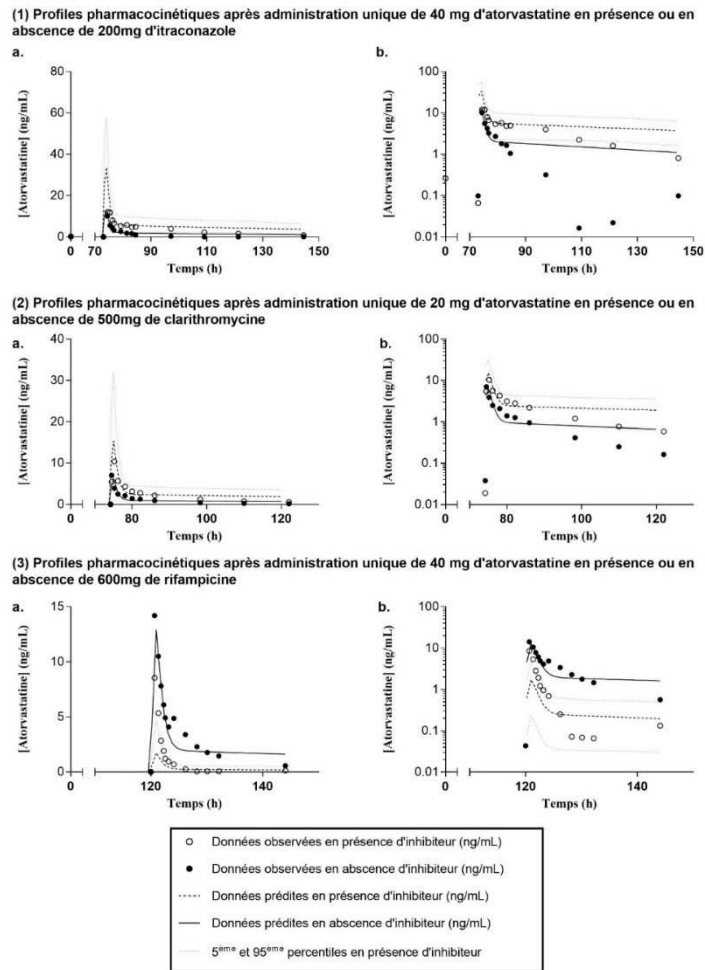 (1) Profiles pharmacocinétiques après administration unique de 40 mg d'atorvastatine en présence ou en
absence de 200mg d'itraconazole
a.
b.
[Atorvastatine] (ng/mL)
80
60
40
20
0
0
70
90
110
130
150
Temps (h)
[Atorvastatine] (ng/mL)
100
10
1
0.1
0.01
0
70
90
110
130
150
Temps (h)
(2) Profiles pharmacocinétiques après administration unique de 20 mg d'atorvastatine en présence ou en
absence de 500mg de clarithromycine
a.
b.
[Atorvastatine] (ng/mL)
40
30
20
10
0
0
80
100
120
Temps (h)
[Atorvastatine] (ng/mL)
100
10
1
0.1
0.01
0
80
100
120
Temps (h)
(3) Profiles pharmacocinétiques après administration unique de 40 mg d'atorvastatine en présence ou en
absence de 600mg de rifampicine
a.
b.
[Atorvastatine] (ng/mL)
15
10
5
0
0
120
140
Temps (h)
[Atorvastatine] (ng/mL)
100
10
1
0.1
0.01
0
120
140
Temps (h)
Données observées en présence d'inhibiteur (ng/mL)
Données observées en absence d'inhibiteur (ng/mL)
Données prédites en présence d'inhibiteur (ng/mL)
Données prédites en absence d'inhibiteur (ng/mL)
5ème et 95ème percentiles en présence d'inhibiteur